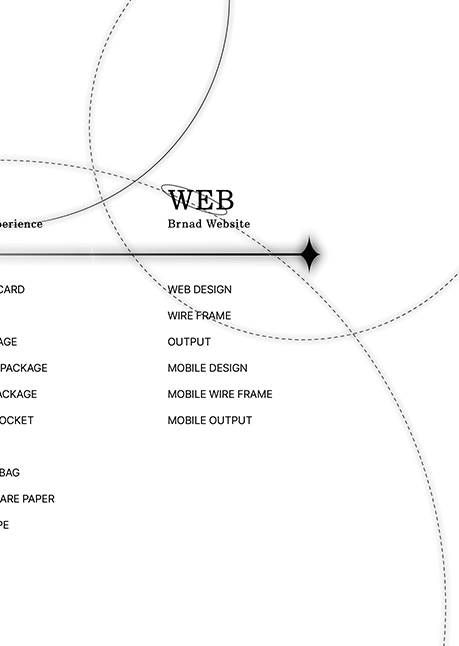 WEB
perience
Brnad Website
CARD
WEB DESIGN
WIRE FRAME
AGE
OUTPUT
PACKAGE
MOBILE DESIGN
ACKAGE
MOBILE WIRE FRAME
OCKET
MOBILE OUTPUT
BAG
ARE PAPER
PE